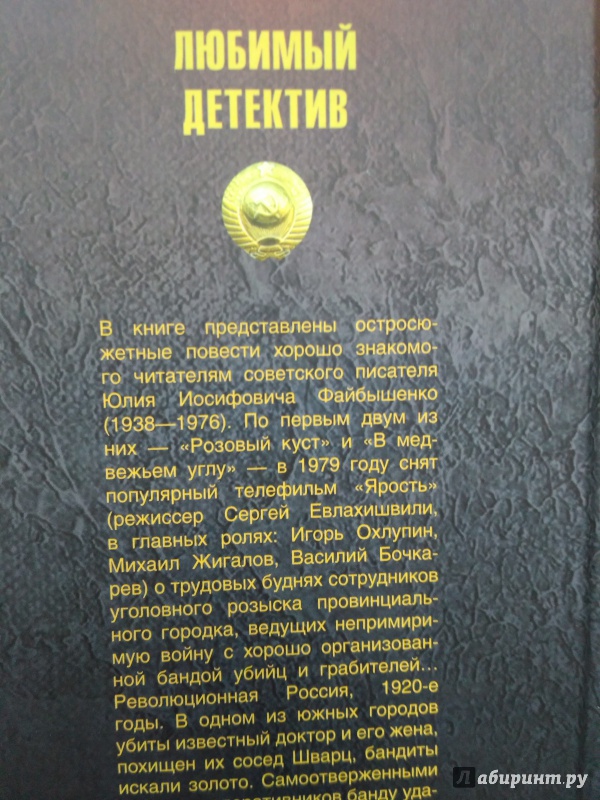 ЛЮБИМЫЙ
ДЕТЕКТИВ
В книге представлены остросю-
жетные повести хорошо знакомо-
го читателям советского писателя
Юлия Иосифовича Файбышенко
(1938—1976). По первым двум из
них — «Розовый куст» и «В мед-
вежьем углу» — в 1979 году снят
популярный телефильм «Ярость»
(режиссер Сергей Евлахишвили,
в главных ролях: Игорь Охлупин,
Михаил Жигалов, Василий Бочка-
рев) о трудовых буднях сотрудников
уголовного розыска провинциаль-
ного городка, ведущих непримири-
мую войну с хорошо организован-
ной бандой убийц и грабителей...
Революционная Россия, 1920-е
годы. В одном из южных городов
убиты известный доктор и его жена,
похищен их сосед Шварц, бандиты
искали золото. Самоотверженными
оперативников банду уда-
Лабиринт.ру